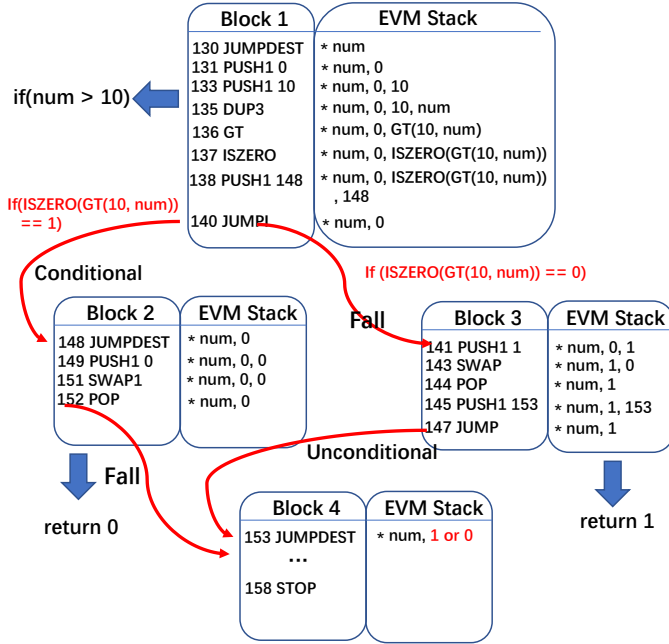 Block 1
EVM Stack
130 JUMPDEST
* num
131 PUSH1 0
* num, 0
133 PUSH1 10
* num, 0, 10
135 DUP3
* num, 0, 10, num
136 GT
* num, 0, GT(10, num)
137 ISZERO
* num, 0, ISZERO(GT(10, num))
138 PUSH1 148
* num, 0, ISZERO(GT(10, num))
, 148
140 JUMPI
* num, 0
if(num > 10)
If(ISZERO(GT(10, num))
== 1)
If (ISZERO(GT(10, num)) == 0)
Conditional
Fall
Block 2
EVM Stack
148 JUMPDEST
* num, 0
149 PUSH1 0
* num, 0, 0
151 SWAP1
* num, 0, 0
152 POP
* num, 0
Block 3
EVM Stack
141 PUSH1 1
* num, 0, 1
143 SWAP
* num, 1, 0
144 POP
* num, 1
145 PUSH1 153
* num, 1, 153
147 JUMP
* num, 1
Unconditional
Fall
return 0
return 1
Block 4
EVM Stack
153 JUMPDEST
* num, 1 or 0
...
158 STOP